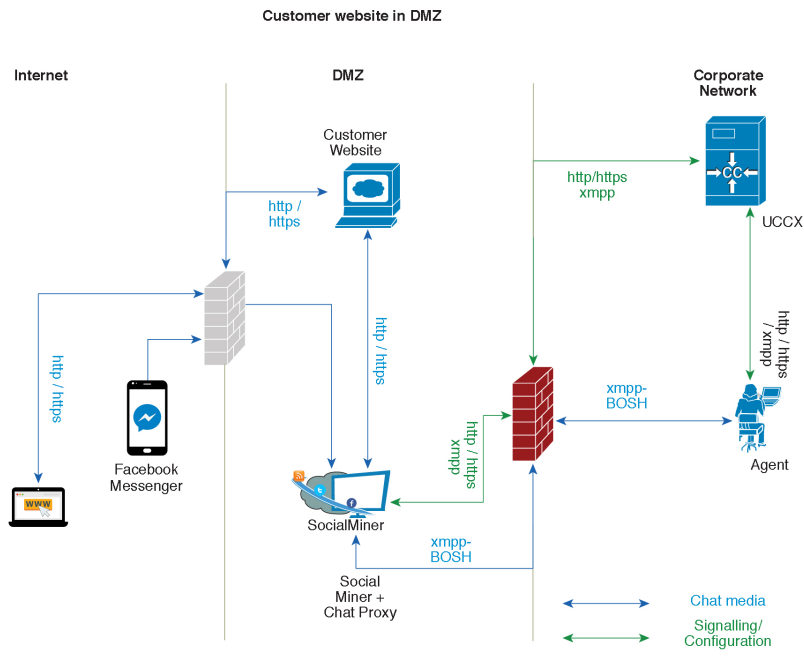 Customer website in DMZ
Internet
DMZ
Corporate
Network
Customer
Website
http /
https
http/https
xmpp
CC
UCCX
http / https
http / https
http / https
/ xmpp
xmpp-
BOSH
http / https
xmpp
Facebook
Messenger
Agent
WWW
SocialMiner
xmpp-
BOSH
Social
Miner +
Chat Proxy
Chat media
Signalling/
Configuration